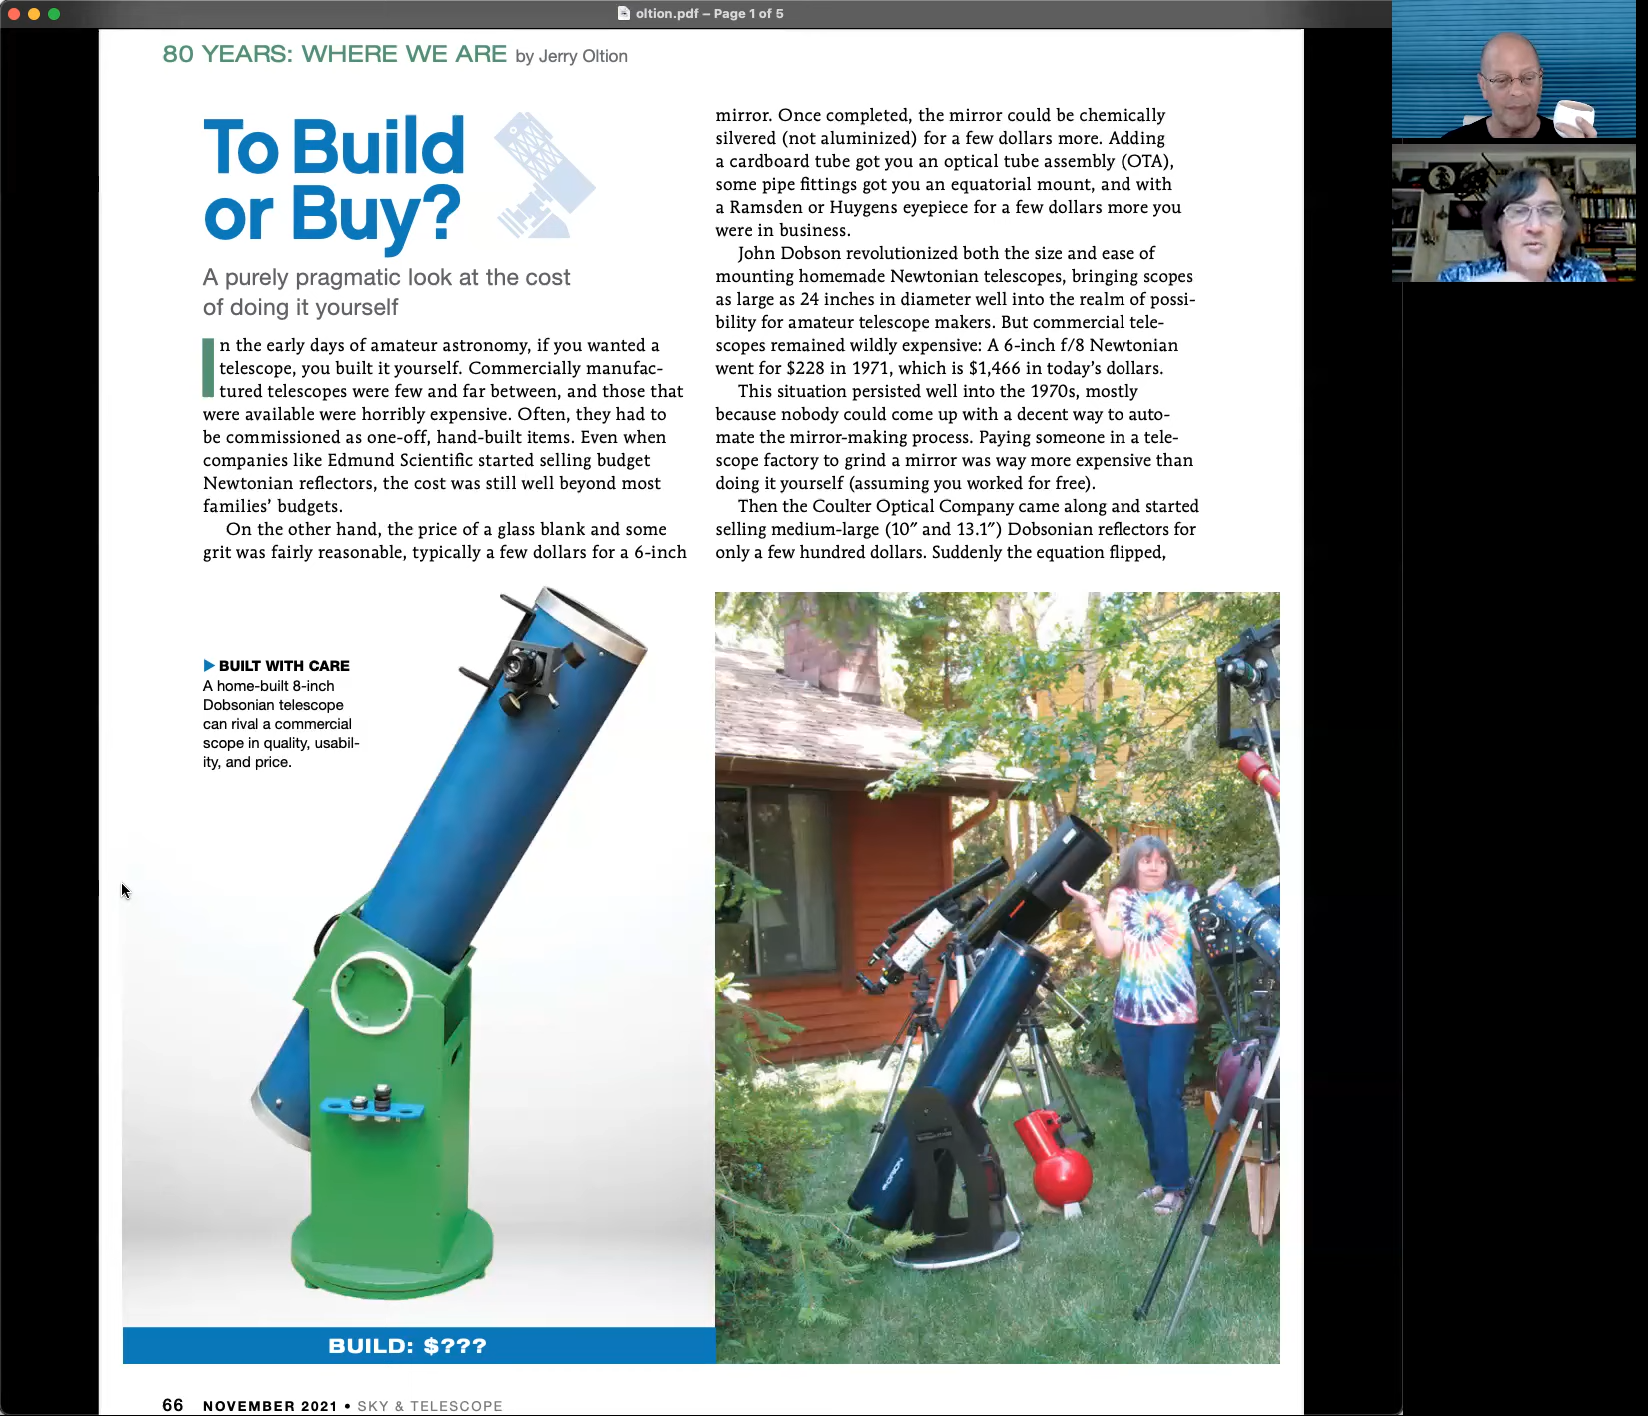 oltion.pdf – Page 1 of 5
80 YEARS: WHERE WE ARE by Jerry Oltion
To Build
or Buy?
A purely pragmatic look at the cost
of doing it yourself
In the early days of amateur astronomy, if you wanted a
telescope, you built it yourself. Commercially manufac-
tured telescopes were few and far between, and those that
were available were horribly expensive. Often, they had to
be commissioned as one-off, hand-built items. Even when
companies like Edmund Scientific started selling budget
Newtonian reflectors, the cost was still well beyond most
families’ budgets.
On the other hand, the price of a glass blank and some
grit was fairly reasonable, typically a few dollars for a 6-inch
mirror. Once completed, the mirror could be chemically
silvered (not aluminized) for a few dollars more. Adding
a cardboard tube got you an optical tube assembly (OTA),
some pipe fittings got you an equatorial mount, and with
a Ramsden or Huygens eyepiece for a few dollars more you
were in business.
John Dobson revolutionized both the size and ease of
mounting homemade Newtonian telescopes, bringing scopes
as large as 24 inches in diameter well into the realm of possi-
bility for amateur telescope makers. But commercial tele-
scopes remained wildly expensive: A 6-inch f/8 Newtonian
went for $228 in 1971, which is $1,466 in today’s dollars.
This situation persisted well into the 1970s, mostly
because nobody could come up with a decent way to auto-
mate the mirror-making process. Paying someone in a tele-
scope factory to grind a mirror was way more expensive than
doing it yourself (assuming you worked for free).
Then the Coulter Optical Company came along and started
selling medium-large (10″ and 13.1″) Dobsonian reflectors for
only a few hundred dollars. Suddenly the equation flipped,
▶ BUILT WITH CARE
A home-built 8-inch
Dobsonian telescope
can rival a commercial
scope in quality, usabil-
ity, and price.
ORION
BUILD: $???
66 NOVEMBER 2021 • SKY & TELESCOPE